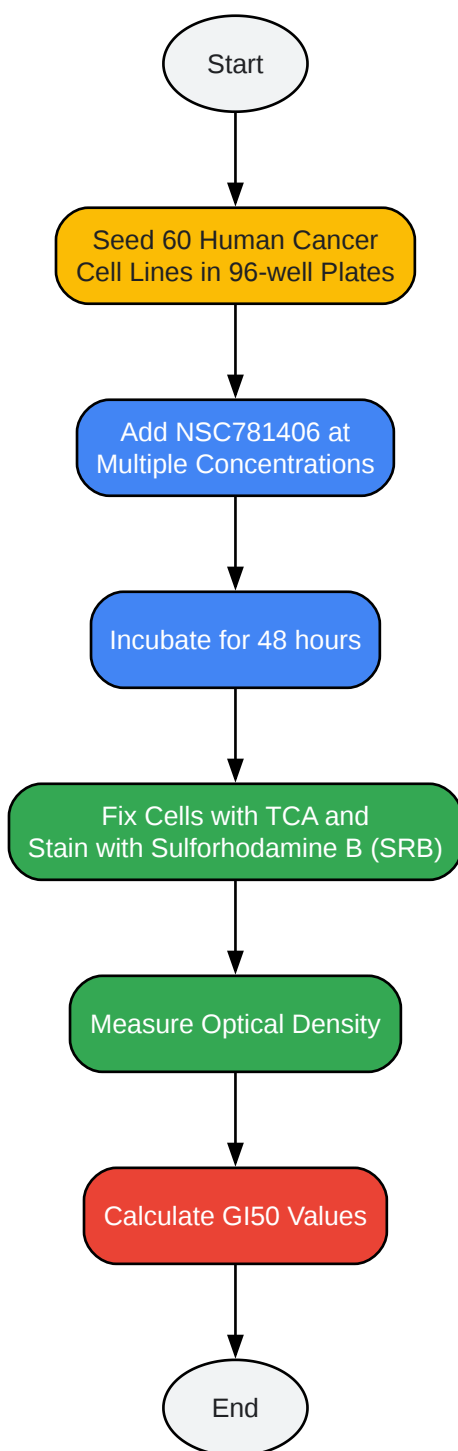 Start
Seed 60 Human Cancer
Cell Lines in 96-well Plates
Add NSC781406 at
Multiple Concentrations
Incubate for 48 hours
Fix Cells with TCA and
Stain with Sulforhodamine B (SRB)
Measure Optical Density
Calculate GI50 Values
End